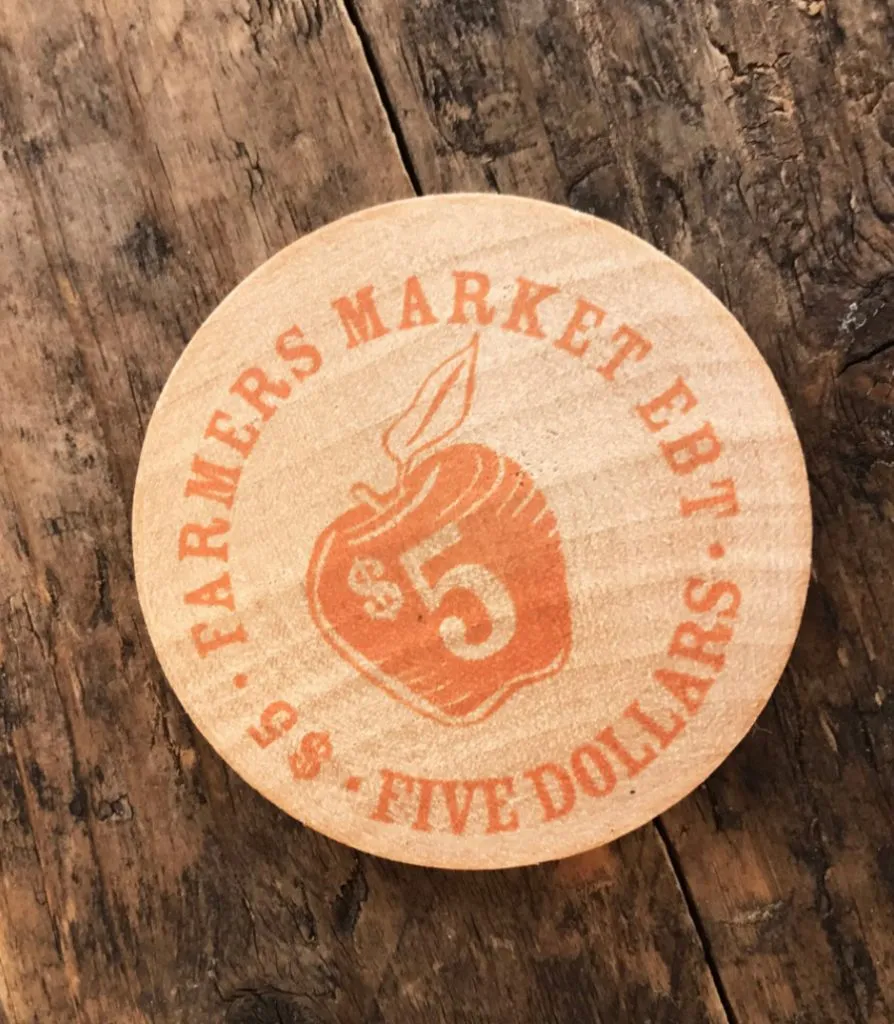 FARMERS MARKET EBT
· FIVE DOLLARS ·
$5 ·
$5